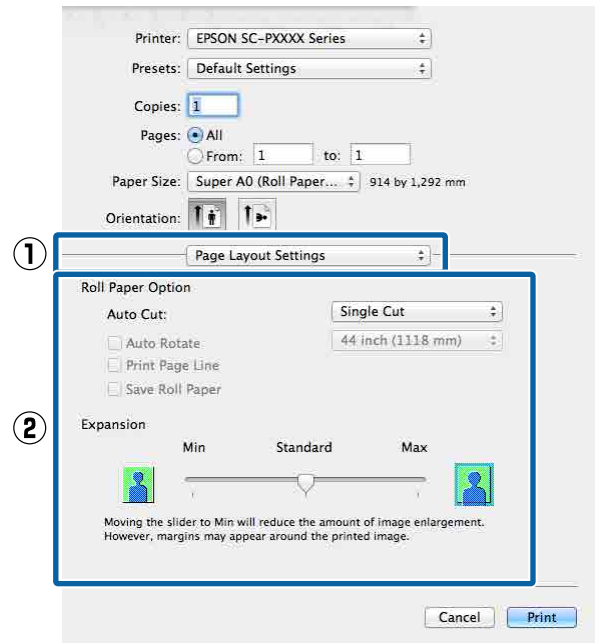 Printer: EPSON SC-PXXXX Series
Presets: Default Settings
Copies: 1
Pages: All
From: 1 to: 1
Paper Size: Super A0 (Roll Paper... 914 by 1,292 mm
Orientation:
①
Page Layout Settings
Roll Paper Option
Auto Cut: Single Cut
Auto Rotate 44 inch (1118 mm)
Print Page Line
Save Roll Paper
②
Expansion
Min Standard Max
Moving the slider to Min will reduce the amount of image enlargement.
However, margins may appear around the printed image.
Cancel Print